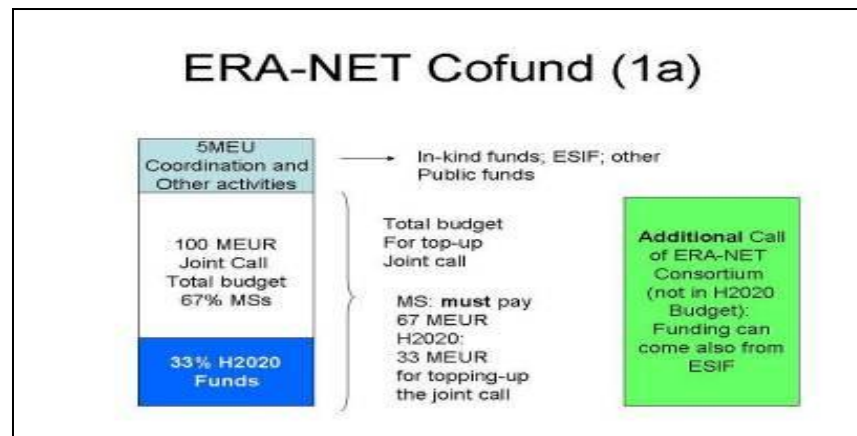 ERA-NET Cofund (1a)
5MEU
Coordination and
Other activities
In-kind funds; ESIF; other
Public funds
100 MEUR
Joint Call
Total budget
67% MSs
33% H2020
Funds
Total budget
For top-up
Joint call
MS: must pay
67 MEUR
H2020:
33 MEUR
for topping-up
the joint call
Additional Call
of ERA-NET
Consortium
(not in H2020
Budget):
Funding can
come also from
ESIF